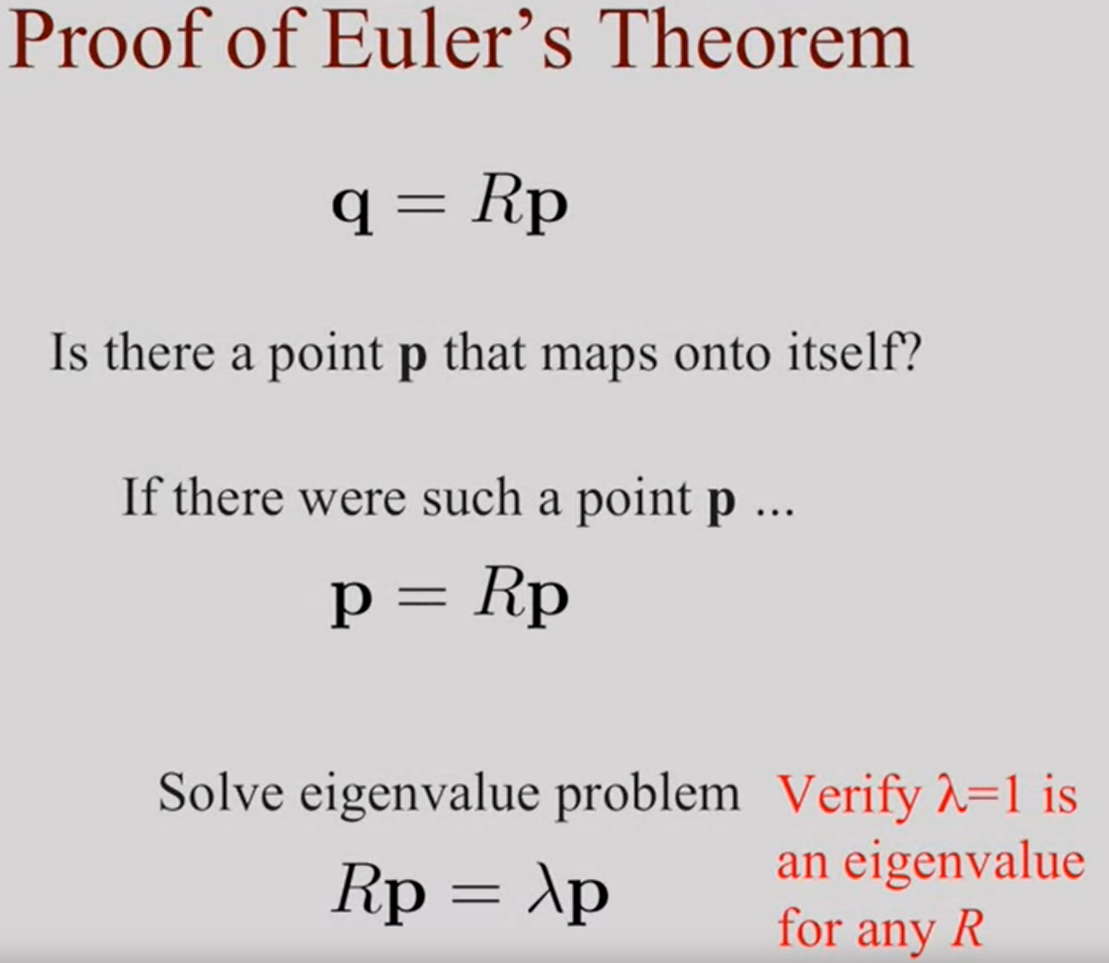 Proof of Euler’s Theorem
q = Rp
Is there a point p that maps onto itself?
If there were such a point p ...
p = Rp
Solve eigenvalue problem
Rp = λp
Verify λ=1 is
an eigenvalue
for any R